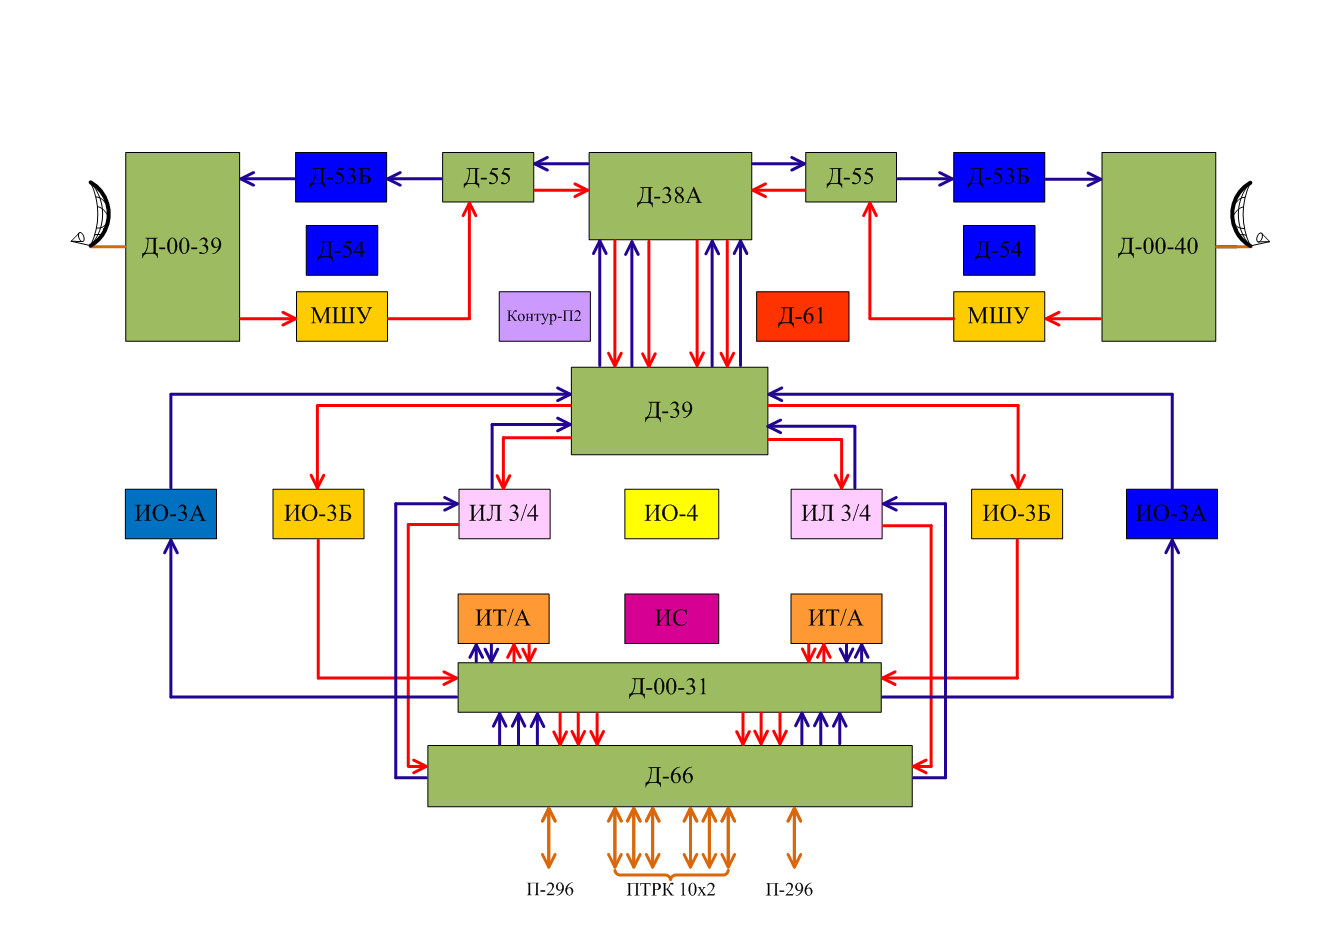 Д-53Б
Д-55
Д-38А
Д-55
Д-53Б
Д-00-39
Д-54
Д-54
Д-00-40
МШУ
Контур-П2
Д-61
МШУ
Д-39
ИО-3А
ИО-3Б
ИЛ 3/4
ИО-4
ИЛ 3/4
ИО-3Б
ИО-3А
ИТ/А
ИС
ИТ/А
Д-00-31
Д-66
П-296
ПТРК 10х2
П-296